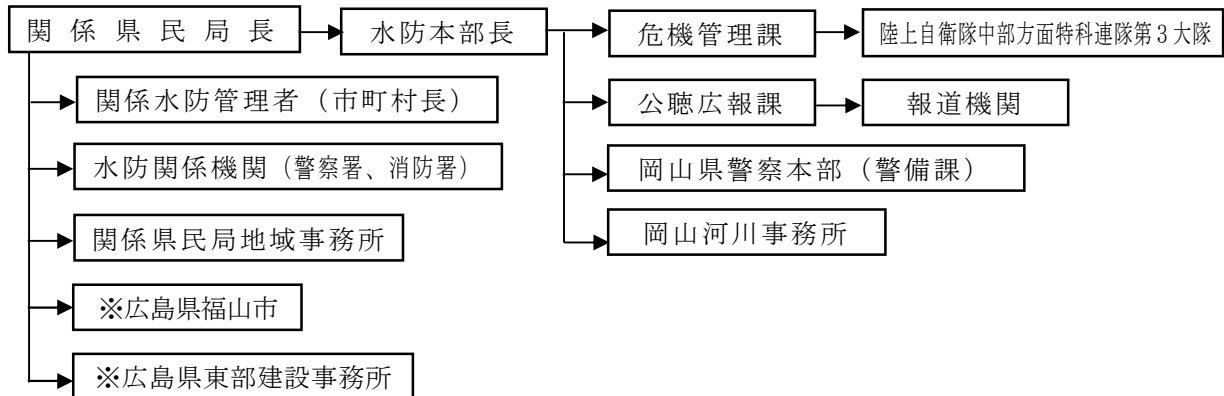 関係県民局長
水防本部長
危機管理課
陸上自衛隊中部方面特科連隊第３大隊
関係水防管理者（市町村長）
公聴広報課
報道機関
水防関係機関（警察署、消防署）
岡山県警察本部（警備課）
関係県民局地域事務所
岡山河川事務所
※広島県福山市
※広島県東部建設事務所